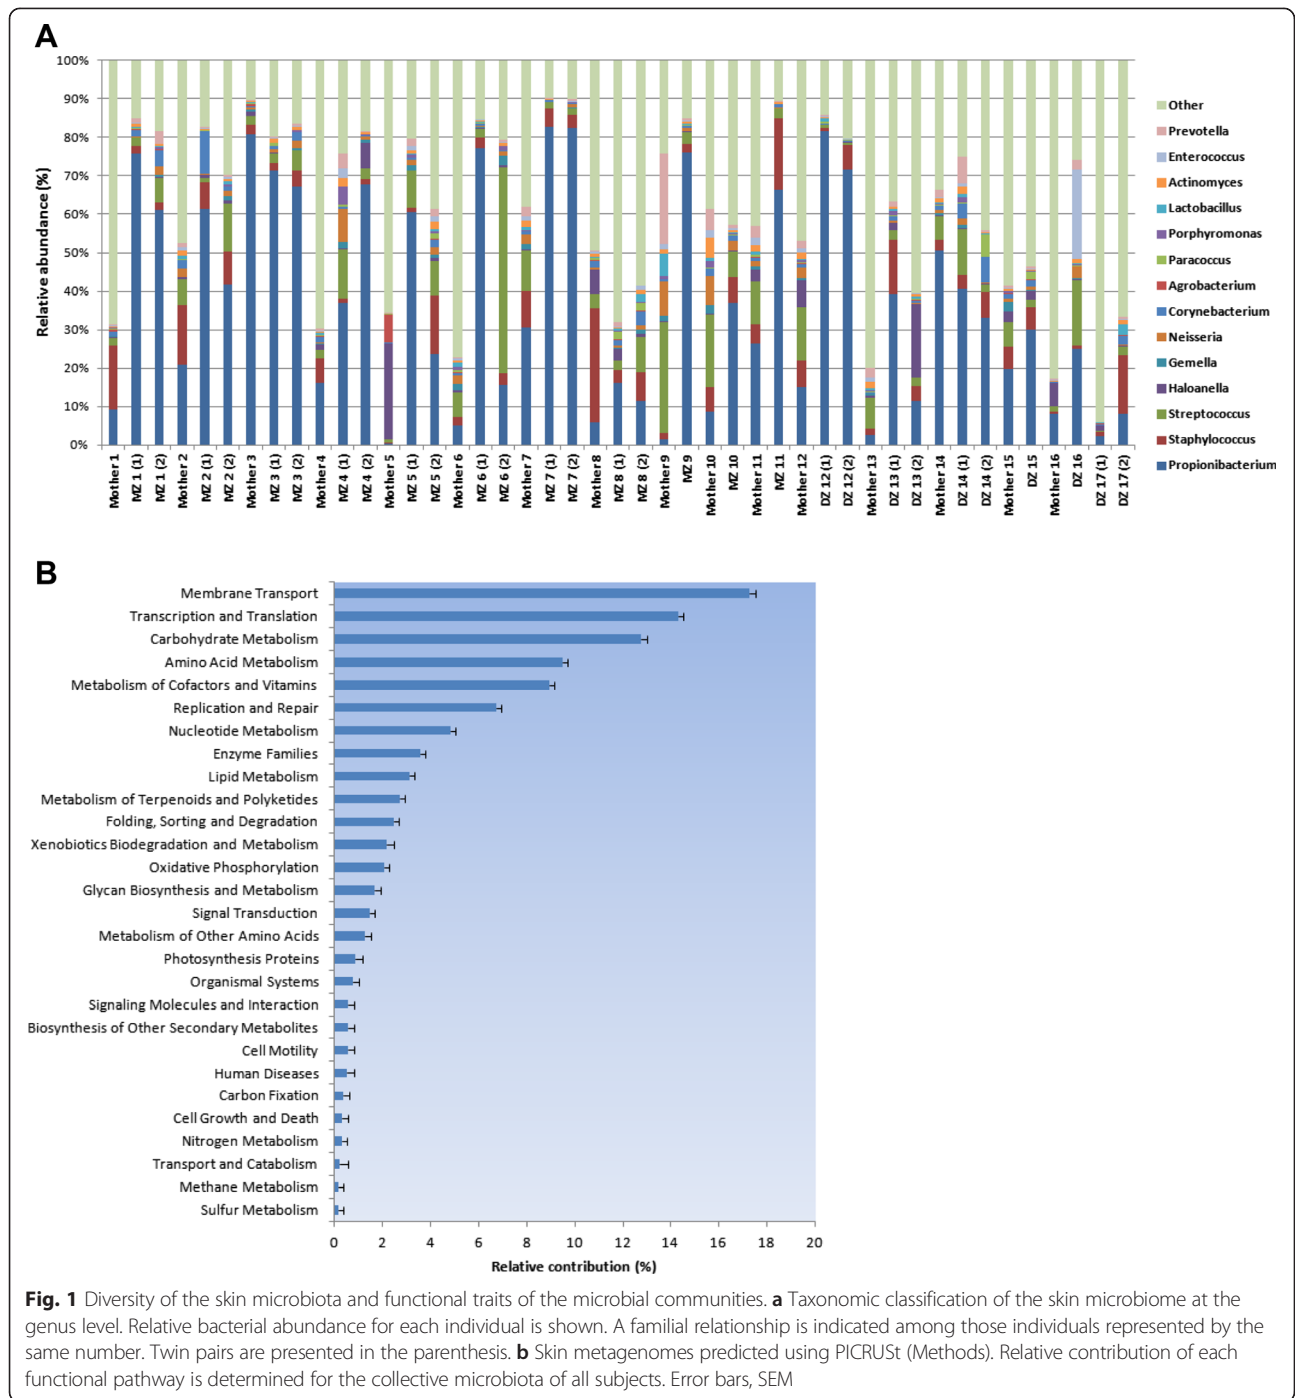 A
100%
90%
80%
70%
60%
50%
40%
30%
20%
10%
0%
Relative abundance (%)
Mother 1
MZ 1 (1)
MZ 1 (2)
Mother 2
MZ 2 (1)
MZ 2 (2)
Mother 3
MZ 3 (1)
MZ 3 (2)
Mother 4
MZ 4 (1)
MZ 4 (2)
Mother 5
MZ 5 (1)
MZ 5 (2)
Mother 6
MZ 6 (1)
MZ 6 (2)
Mother 7
MZ 7 (1)
MZ 7 (2)
Mother 8
MZ 8 (1)
MZ 8 (2)
Mother 9
MZ 9
Mother 10
MZ 10
Mother 11
MZ 11
Mother 12
DZ 12 (1)
DZ 12 (2)
Mother 13
DZ 13 (1)
DZ 13 (2)
Mother 14
DZ 14 (1)
DZ 14 (2)
Mother 15
DZ 15
Mother 16
DZ 16
DZ 17 (1)
DZ 17 (2)
Other
Prevotella
Enterococcus
Actinomyces
Lactobacillus
Porphyromonas
Paracoccus
Agrobacterium
Corynebacterium
Neisseria
Gemella
Haloanella
Streptococcus
Staphylococcus
Propionibacterium
B
Membrane Transport
Transcription and Translation
Carbohydrate Metabolism
Amino Acid Metabolism
Metabolism of Cofactors and Vitamins
Replication and Repair
Nucleotide Metabolism
Enzyme Families
Lipid Metabolism
Metabolism of Terpenoids and Polyketides
Folding, Sorting and Degradation
Xenobiotics Biodegradation and Metabolism
Oxidative Phosphorylation
Glycan Biosynthesis and Metabolism
Signal Transduction
Metabolism of Other Amino Acids
Photosynthesis Proteins
Organismal Systems
Signaling Molecules and Interaction
Biosynthesis of Other Secondary Metabolites
Cell Motility
Human Diseases
Carbon Fixation
Cell Growth and Death
Nitrogen Metabolism
Transport and Catabolism
Methane Metabolism
Sulfur Metabolism
0 2 4 6 8 10 12 14 16 18 20
Relative contribution (%)
Fig. 1 Diversity of the skin microbiota and functional traits of the microbial communities. a Taxonomic classification of the skin microbiome at the
genus level. Relative bacterial abundance for each individual is shown. A familial relationship is indicated among those individuals represented by the
same number. Twin pairs are presented in the parenthesis. b Skin metagenomes predicted using PICRUSt (Methods). Relative contribution of each
functional pathway is determined for the collective microbiota of all subjects. Error bars, SEM